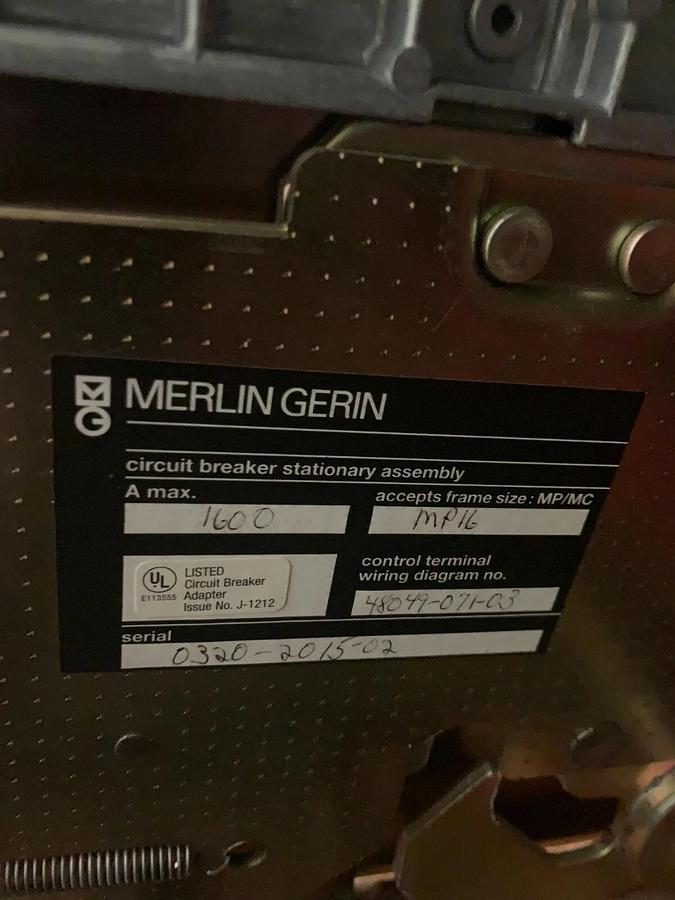 MG
MERLIN GERIN
circuit breaker stationary assembly
A max.
1600
accepts frame size: MP/MC
MP16
UL
LISTED
Circuit Breaker
Adapter
Issue No. J-1212
E113555
control terminal
wiring diagram no.
48049-071-03
serial
0320-2015-02